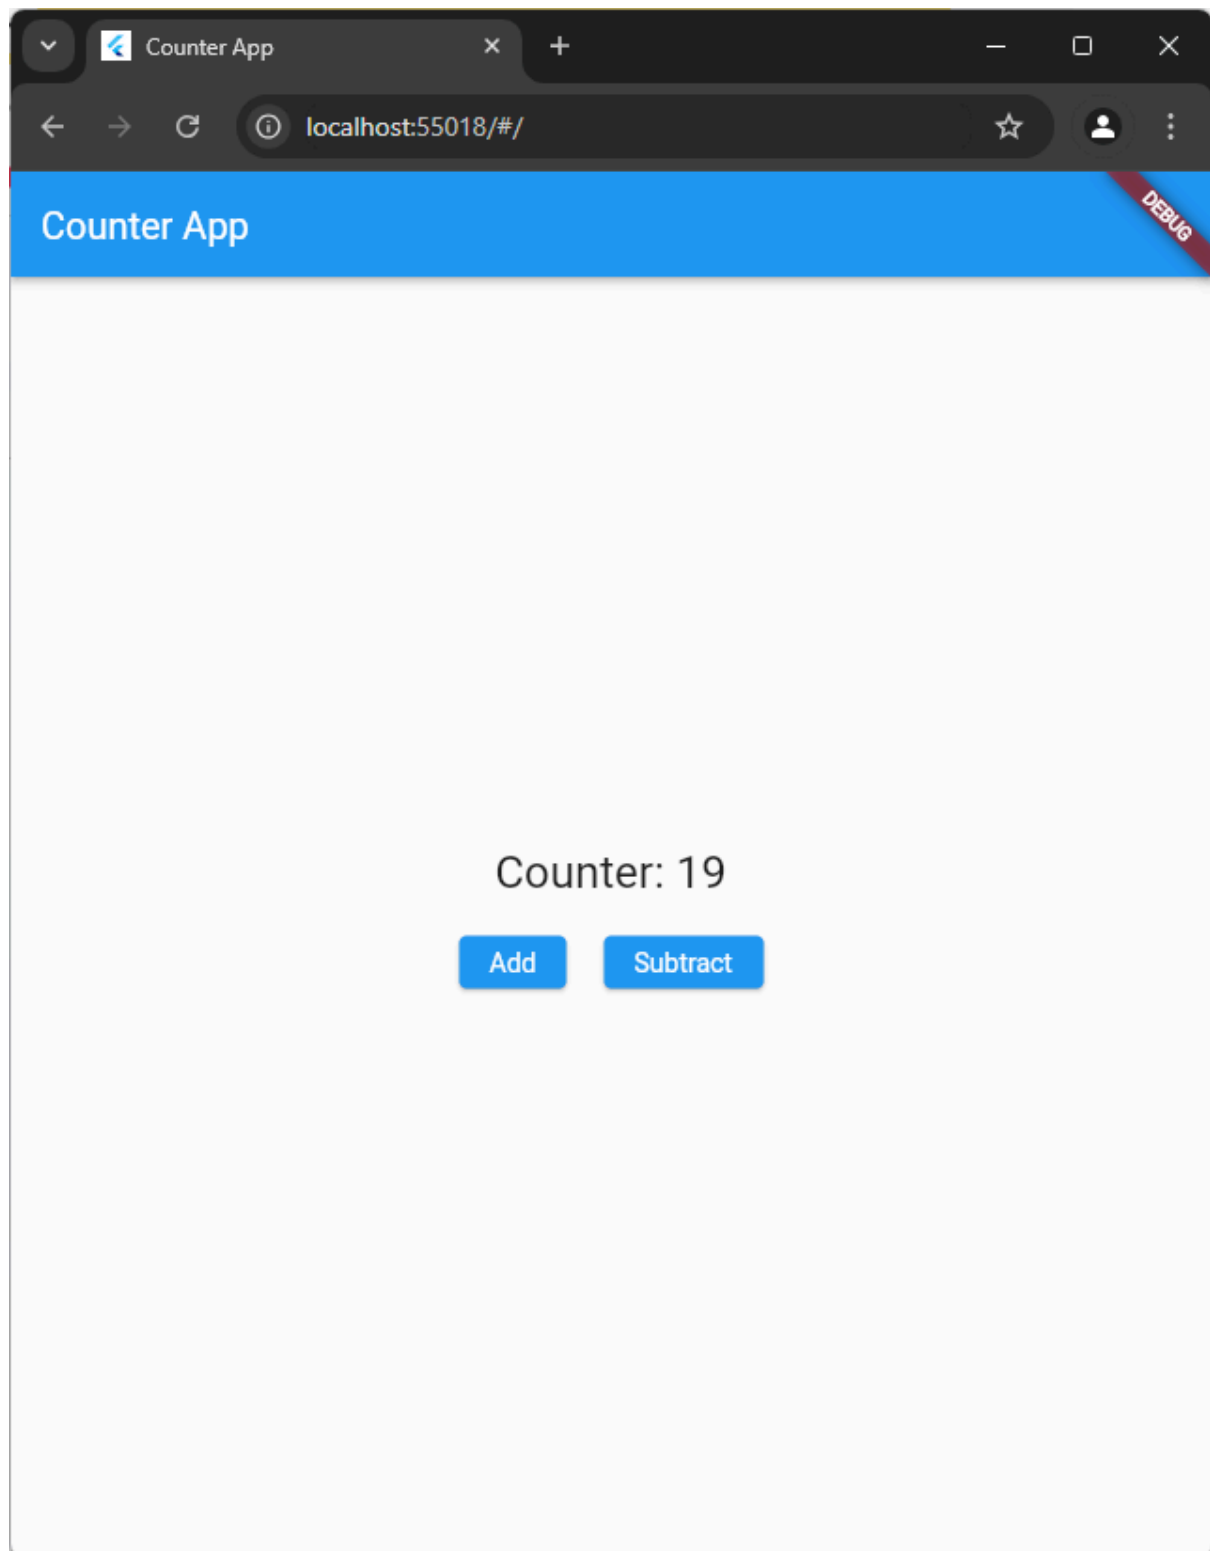 Counter App
localhost:55018/#/
Counter App
DEBUG
Counter: 19
Add Subtract